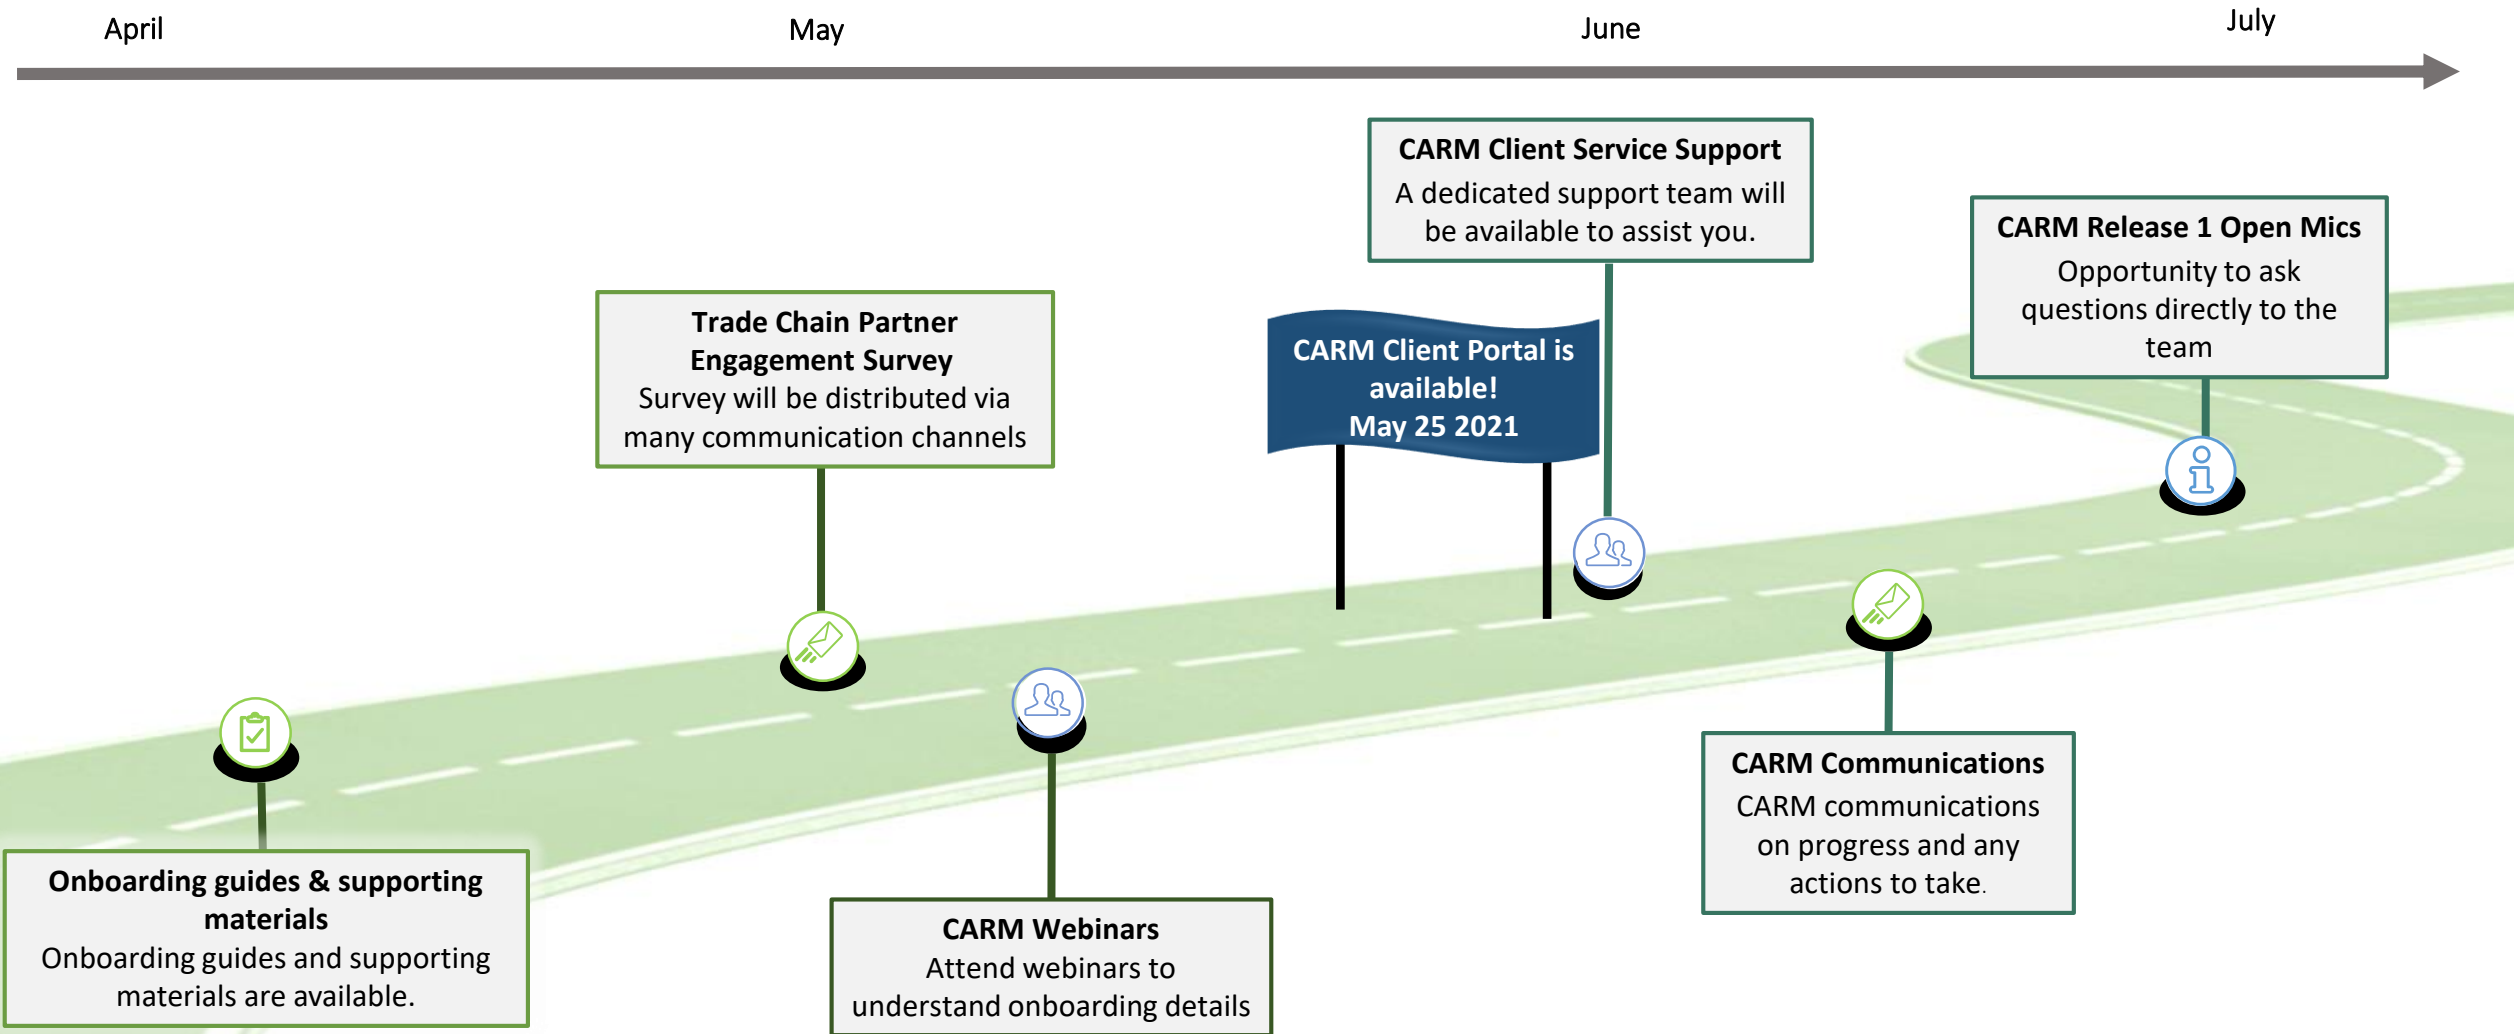 April
May
June
July
CARM Client Service Support
A dedicated support team will
be available to assist you.
CARM Release 1 Open Mics
Opportunity to ask
questions directly to the
team
Trade Chain Partner
Engagement Survey
Survey will be distributed via
many communication channels
CARM Client Portal is
available!
May 25 2021
Onboarding guides & supporting
materials
Onboarding guides and supporting
materials are available.
CARM Webinars
Attend webinars to
understand onboarding details
CARM Communications
CARM communications
on progress and any
actions to take.